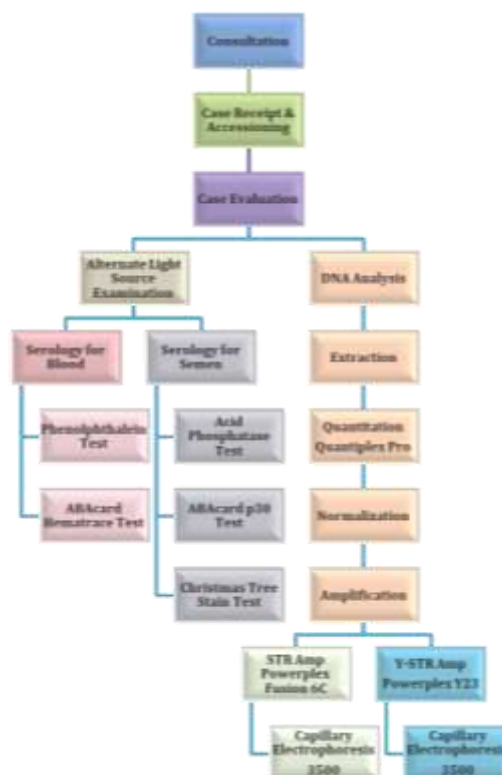 Consultation
Case Receipt &
Accessioning
Case Evaluation
Alternate Light
Source
Examination
DNA Analysis
Serology for
Blood
Serology for
Semen
Extraction
Phenolphthalein
Test
Acid
Phosphatase
Test
Quantitation
Quantiplex Pro
ABAcard
Hematrace Test
ABAcard p30
Test
Normalization
Christmas Tree
Stain Test
Amplification
STR Amp
Powerplex
Fusion 6C
Y-STR Amp
Powerplex Y23
Capillary
Electrophoresis
3500
Capillary
Electrophoresis
3500